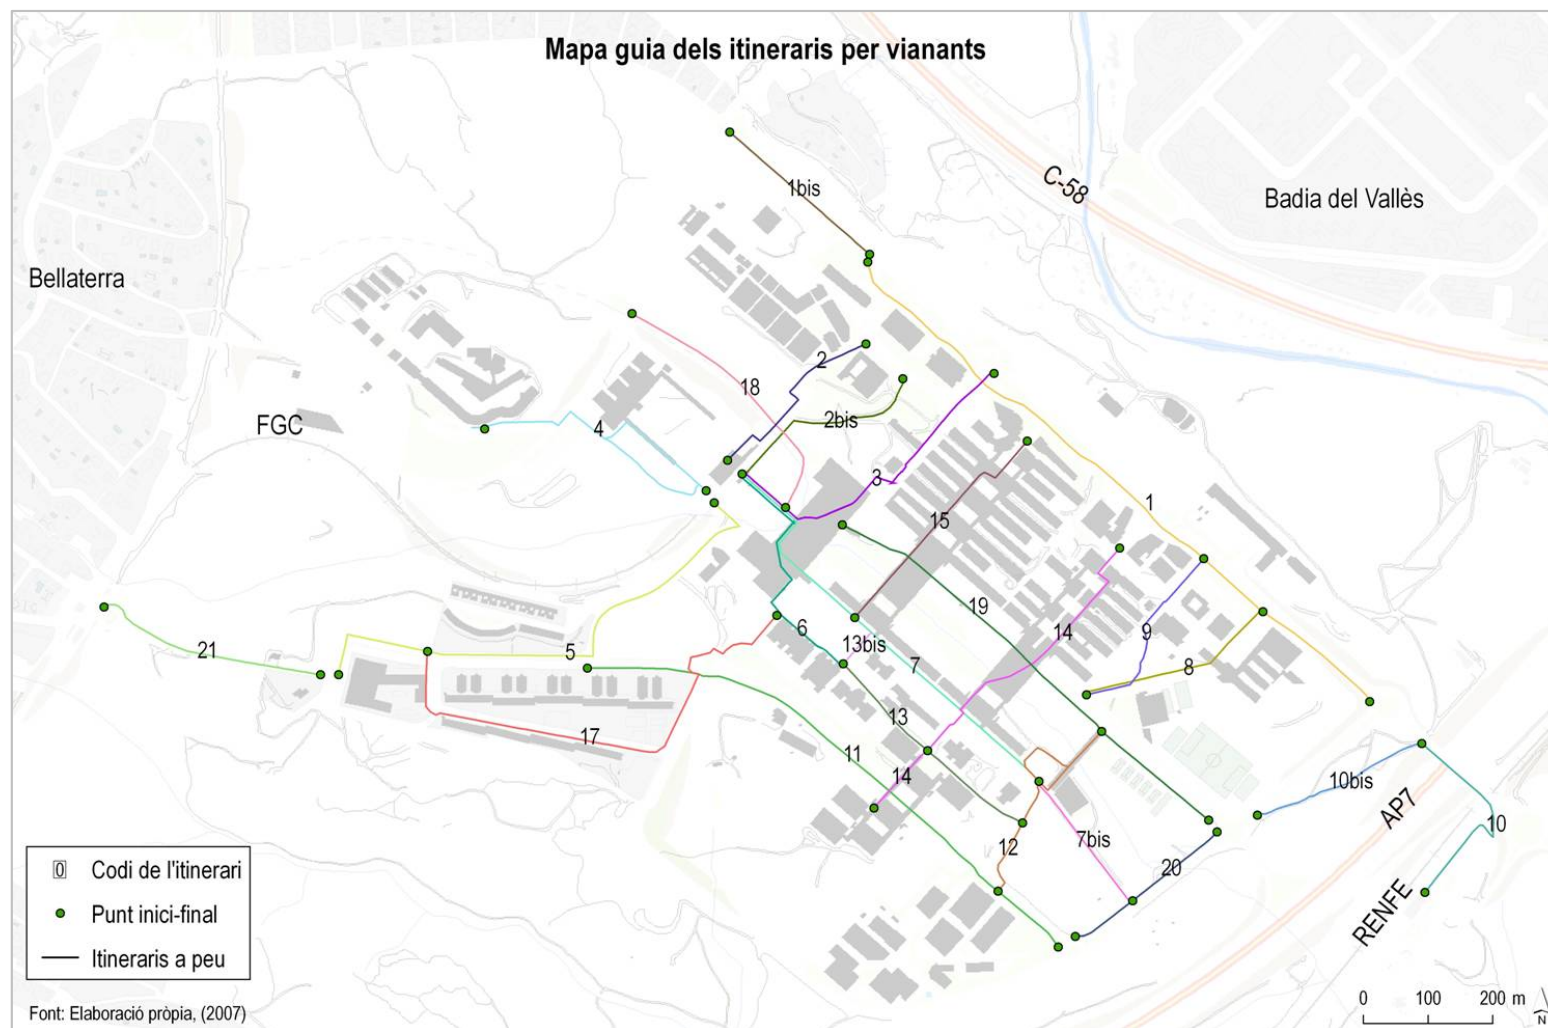 Mapa guia dels itineraris per vianants
1bis
C-58
Badia del Vallès
Bellaterra
2
18
FGC
4
2bis
3
1
15
19
6
13bis
14
9
21
5
7
8
13
17
11
14
10bis
AP7
10
7bis
12
20
RENFE
0 Codi de l'itinerari
Punt inici-final
Itineraris a peu
Font: Elaboració pròpia, (2007)
0 100 200 m
N